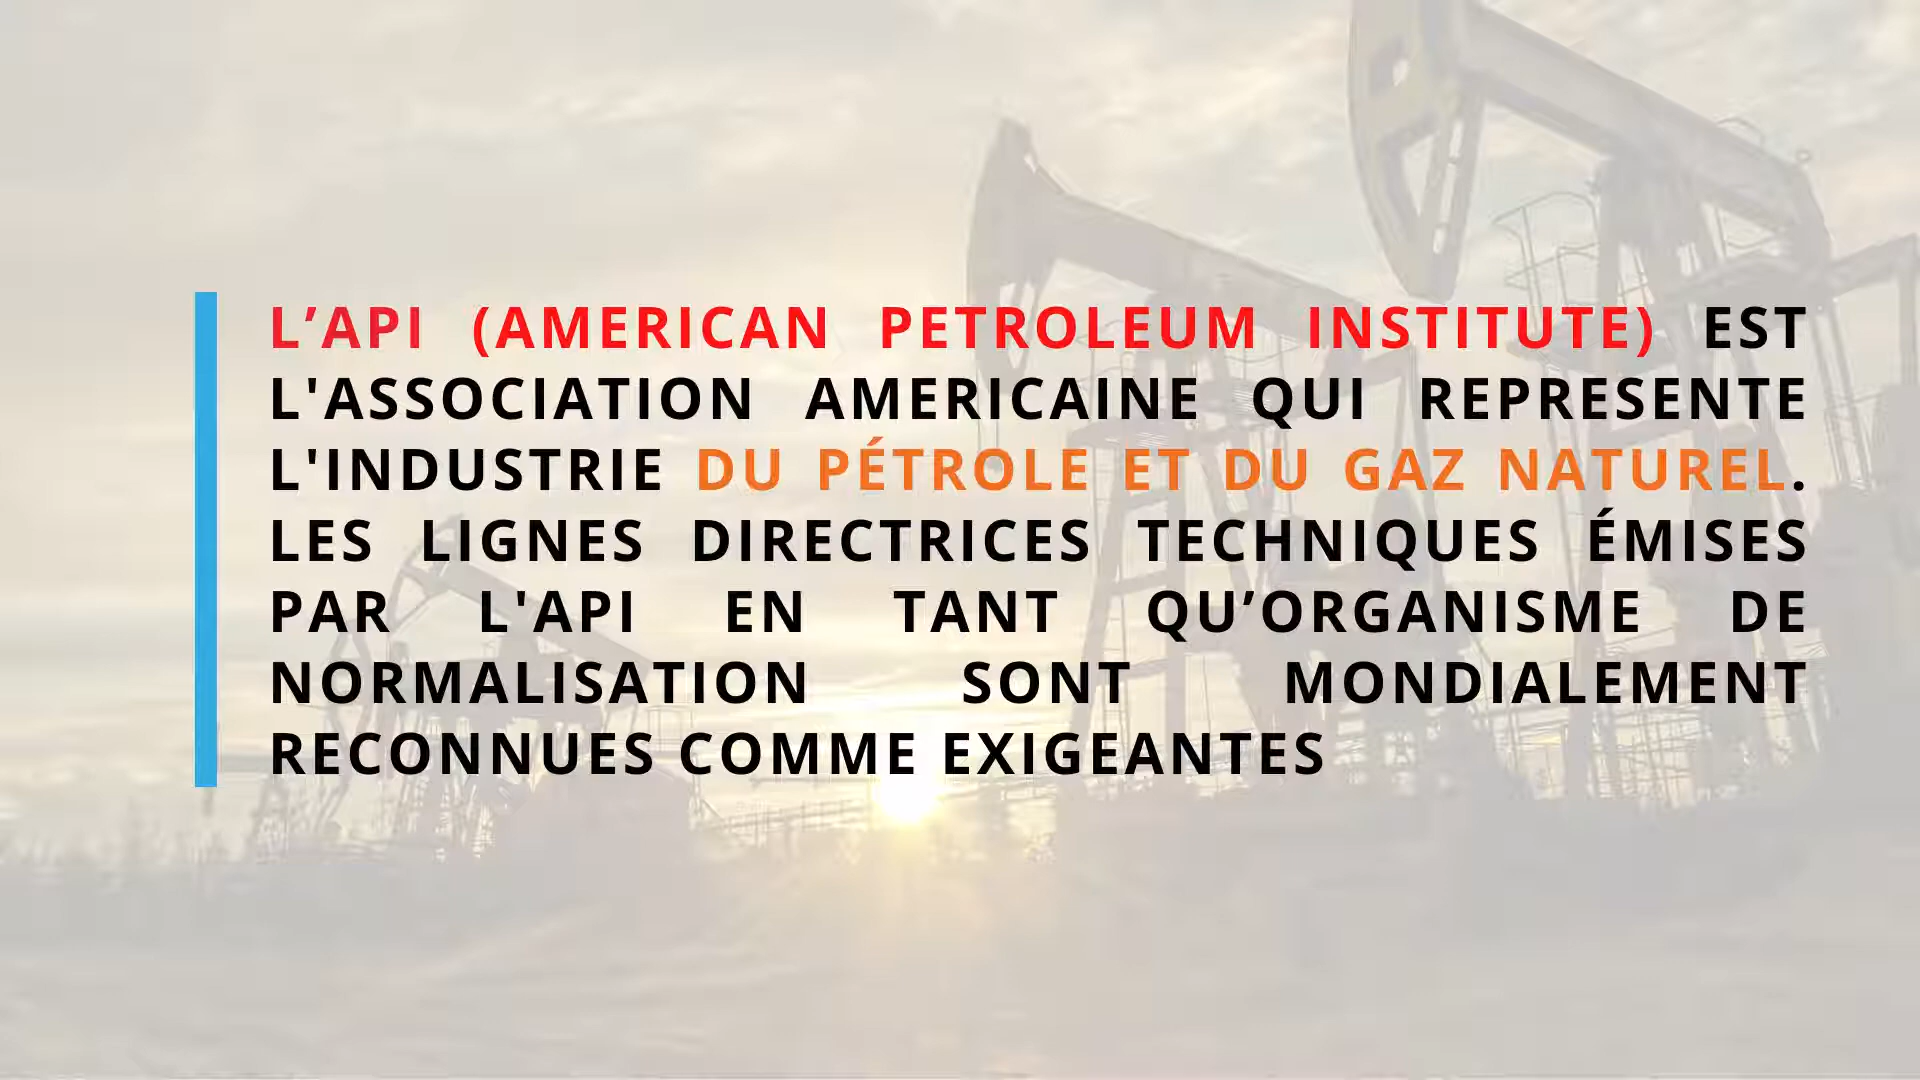 L’API (AMERICAN PETROLEUM INSTITUTE) EST
L'ASSOCIATION AMERICAINE QUI REPRESENTE
L'INDUSTRIE DU PÉTROLE ET DU GAZ NATUREL.
LES LIGNES DIRECTRICES TECHNIQUES ÉMISES
PAR L'API EN TANT QU’ORGANISME DE
NORMALISATION SONT MONDIALEMENT
RECONNUES COMME EXIGEANTES